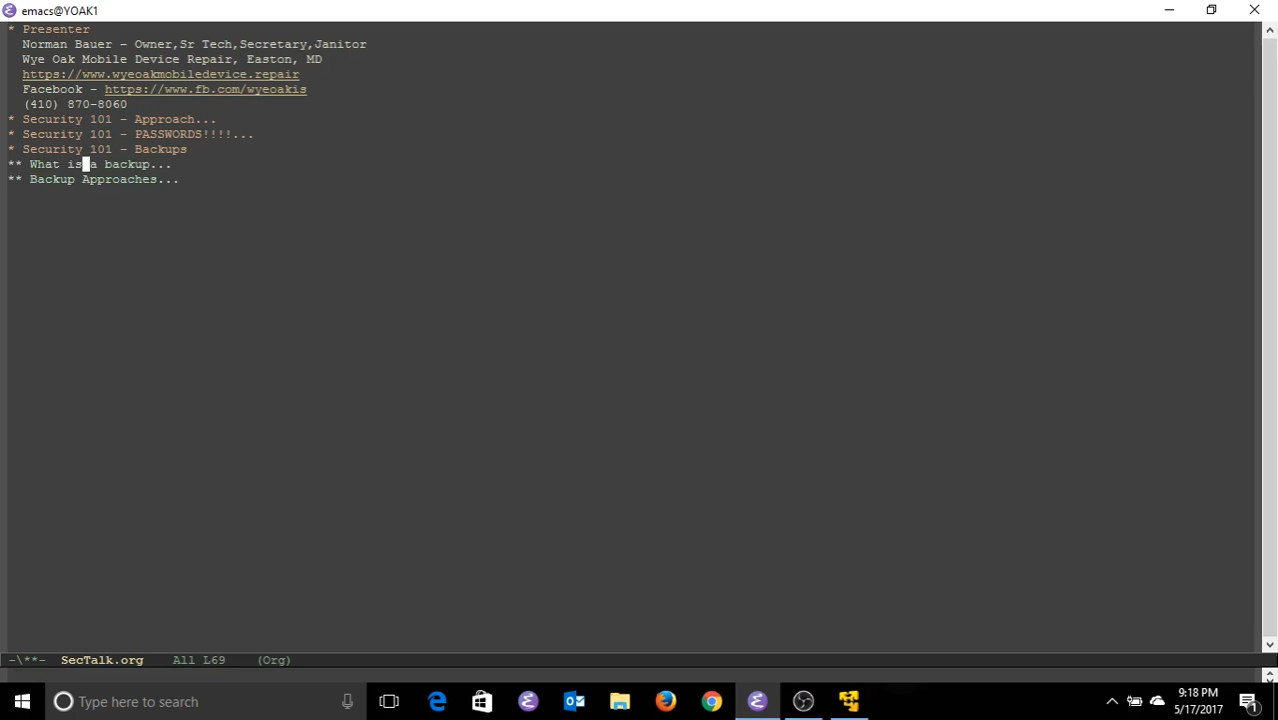 emacs@YOAK1
* Presenter
Norman Bauer - Owner,Sr Tech,Secretary,Janitor
Wye Oak Mobile Device Repair, Easton, MD
https://www.wyeoakmobiledevice.repair
Facebook - https://www.fb.com/wyeoakis
(410) 870-8060
* Security 101 - Approach...
* Security 101 - PASSWORDS!!!!...
* Security 101 - Backups
** What is a backup...
** Backup Approaches...
-\**- SecTalk.org All L69 (Org)
Type here to search
9:18 PM
5/17/2017
1